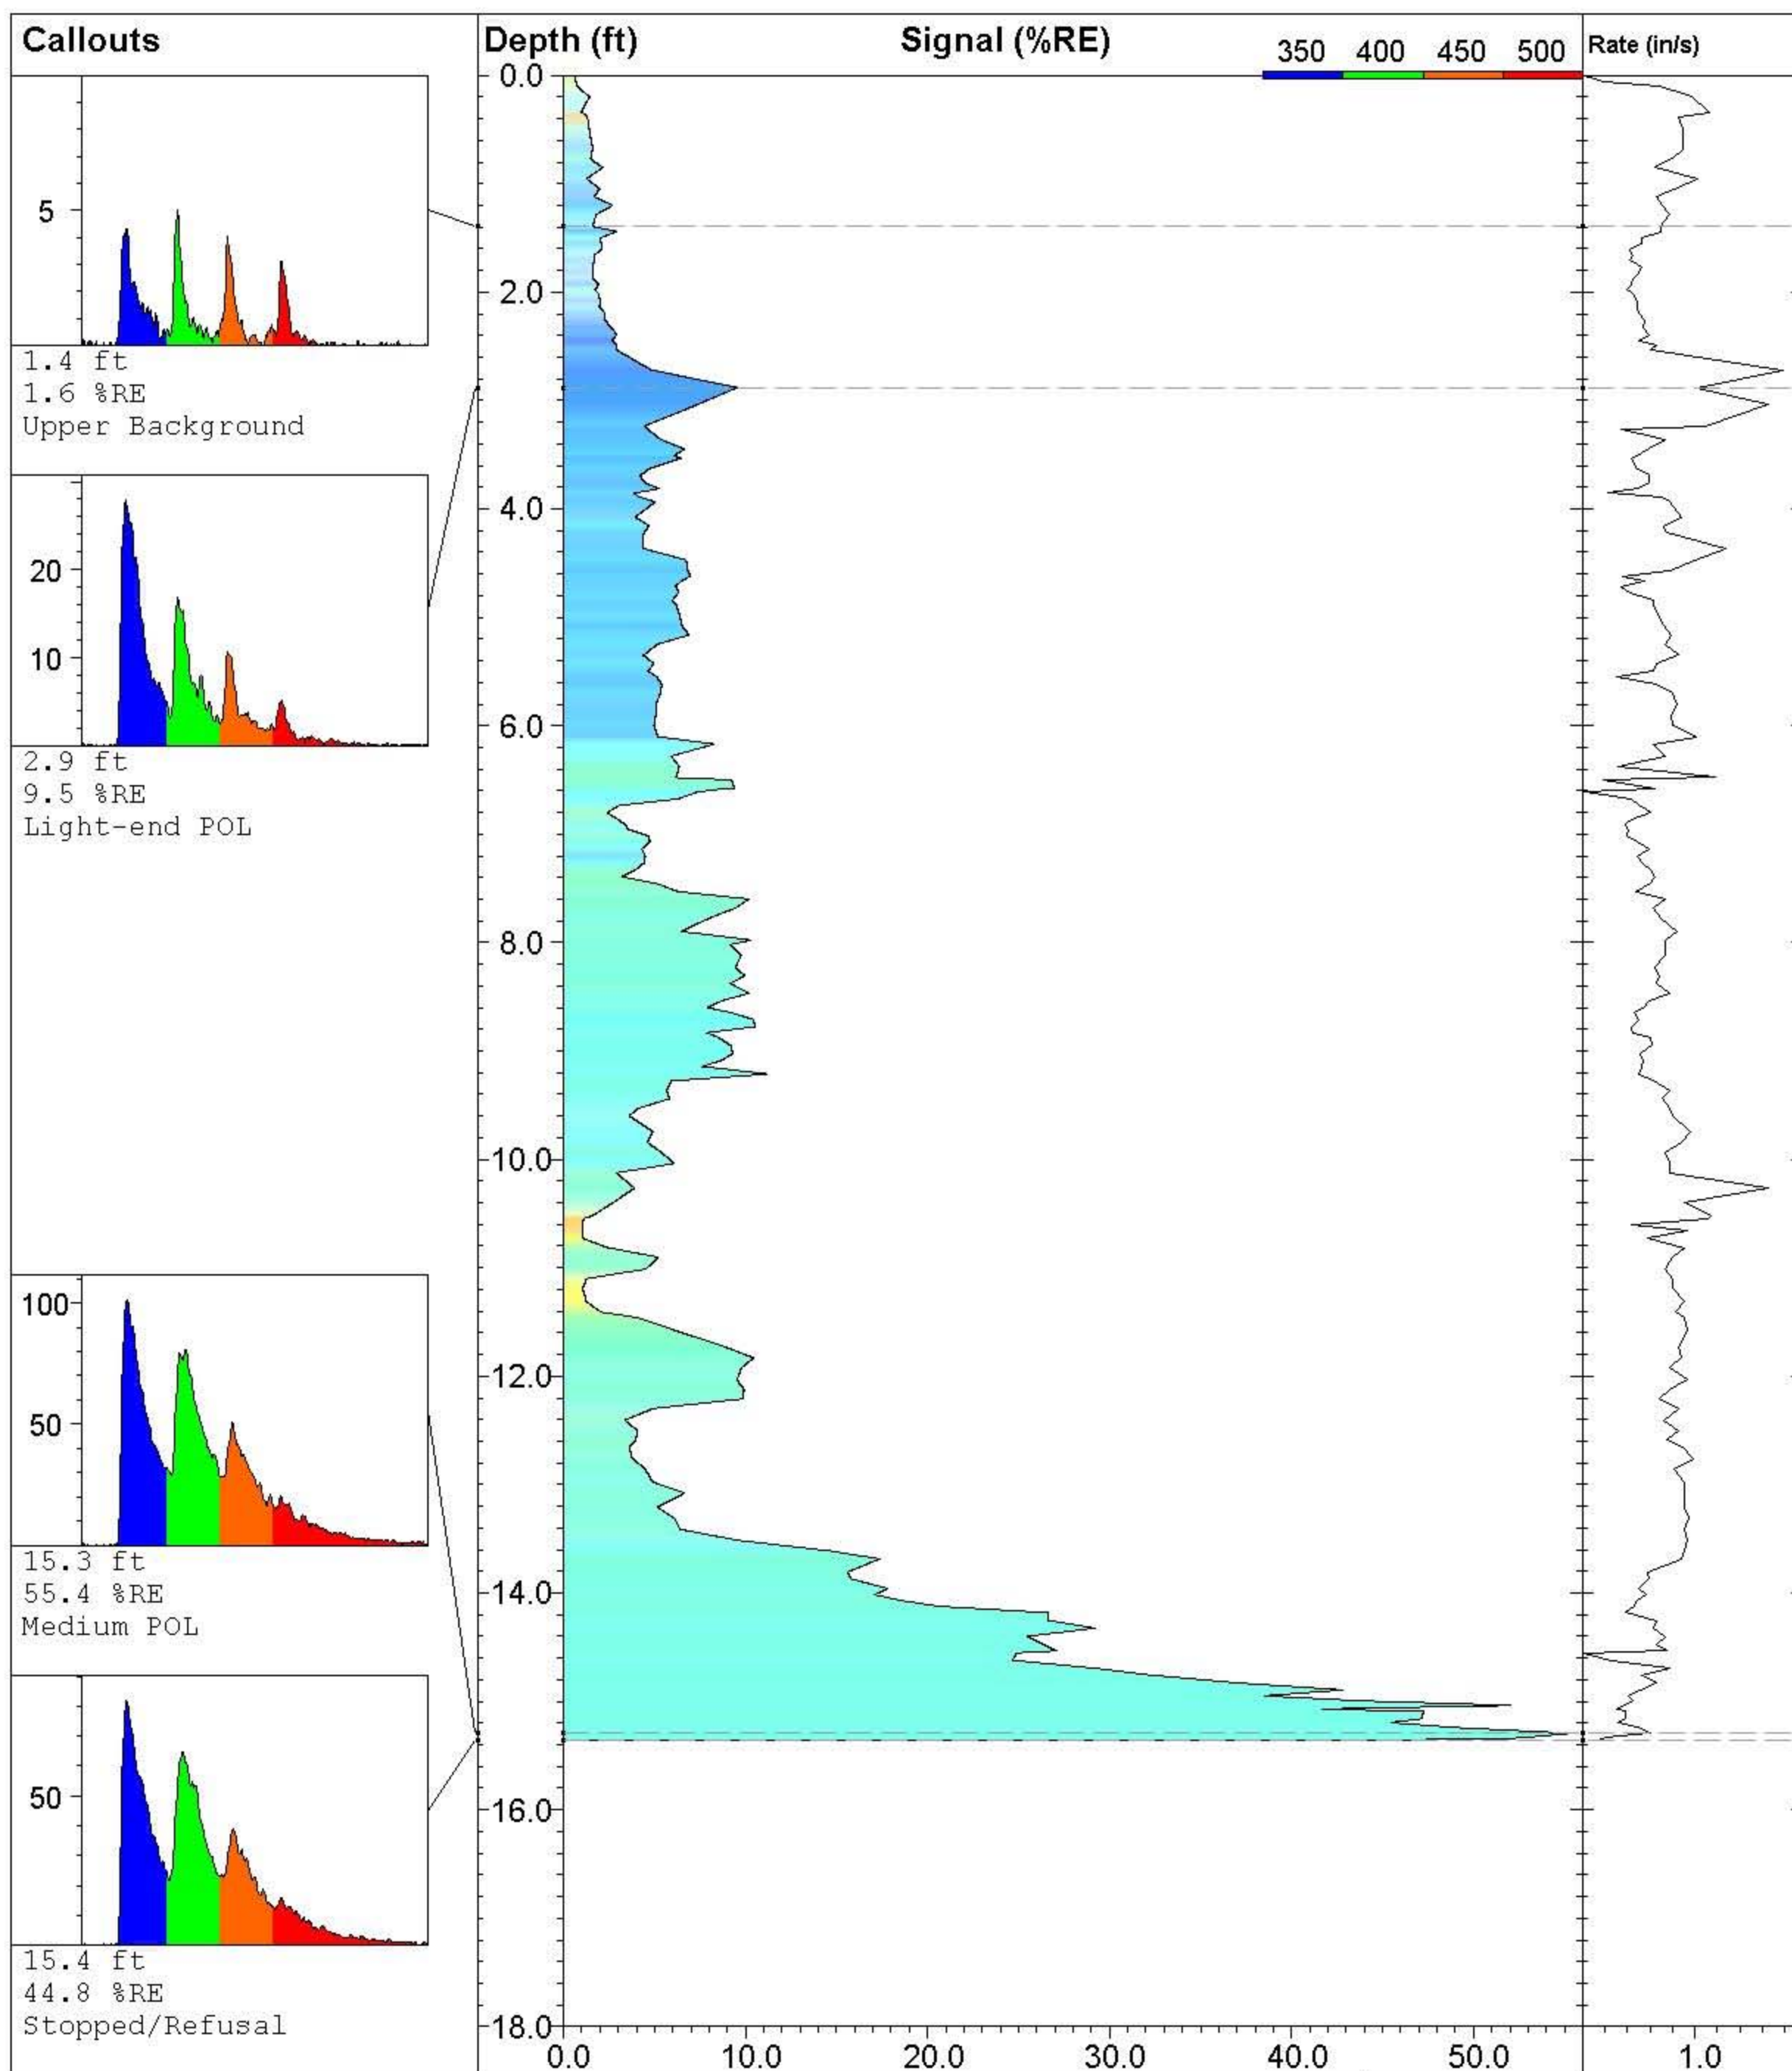 Callouts
Depth (ft)
Signal (%RE)
350 400 450 500
Rate (in/s)
5
1.4 ft
1.6 %RE
Upper Background
20
10
2.9 ft
9.5 %RE
Light-end POL
100
50
15.3 ft
55.4 %RE
Medium POL
50
15.4 ft
44.8 %RE
Stopped/Refusal
0.0
2.0
4.0
6.0
8.0
10.0
12.0
14.0
16.0
18.0
0.0 10.0 20.0 30.0 40.0 50.0
1.0